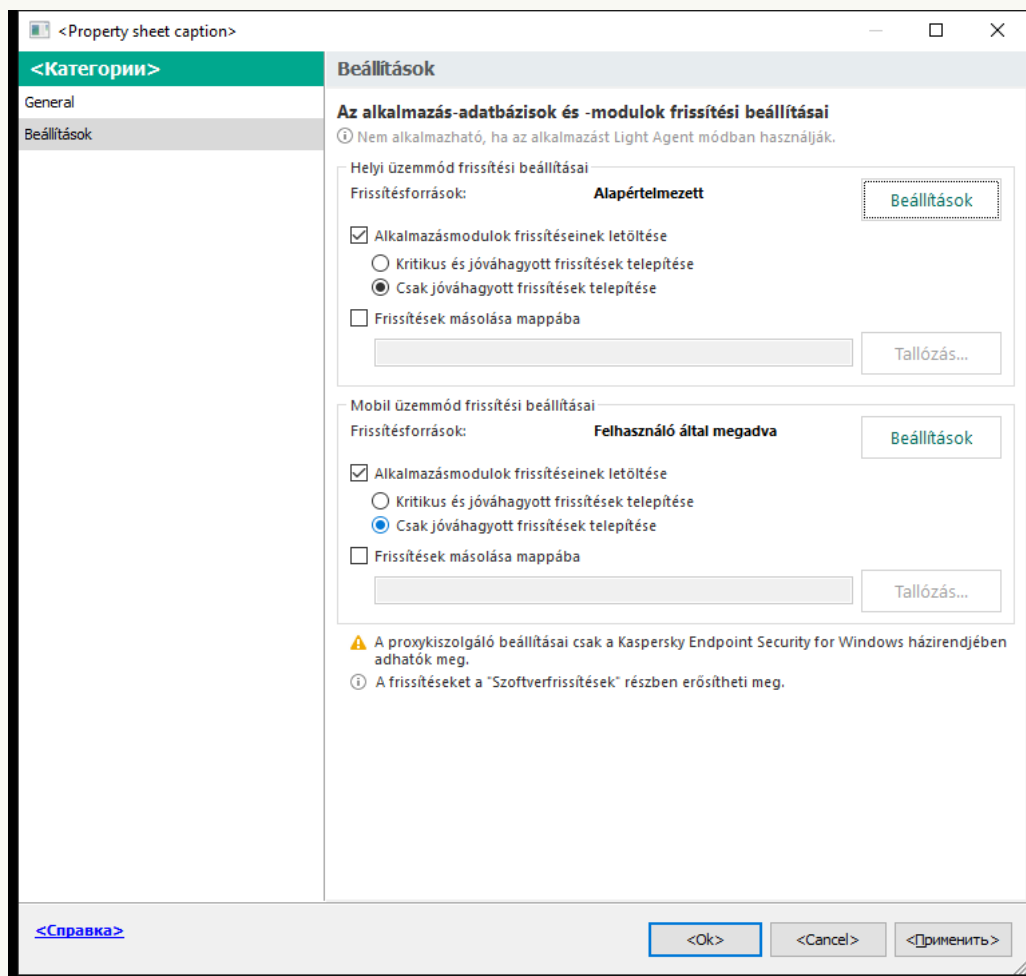 <Property sheet caption>
<Категории>
General
Beállítások
Beállítások
Az alkalmazás-adatbázisok és -modulok frissítési beállításai
Nem alkalmazható, ha az alkalmazást Light Agent módban használják.
Helyi üzemmód frissítési beállításai
Frissítésforrások: Alapértelmezett Beállítások
Alkalmazásmodulok frissítéseinek letöltése
Kritikus és jóváhagyott frissítések telepítése
Csak jóváhagyott frissítések telepítése
Frissítések másolása mappába
Tallózás...
Mobil üzemmód frissítési beállításai
Frissítésforrások: Felhasználó által megadva Beállítások
Alkalmazásmodulok frissítéseinek letöltése
Kritikus és jóváhagyott frissítések telepítése
Csak jóváhagyott frissítések telepítése
Frissítések másolása mappába
Tallózás...
A proxykiszolgáló beállításai csak a Kaspersky Endpoint Security for Windows házirendjében
adhatók meg.
A frissítéseket a "Szoftverfrissítések" részben erősítheti meg.
<Справка>
<Ok> <Cancel> <Применить>